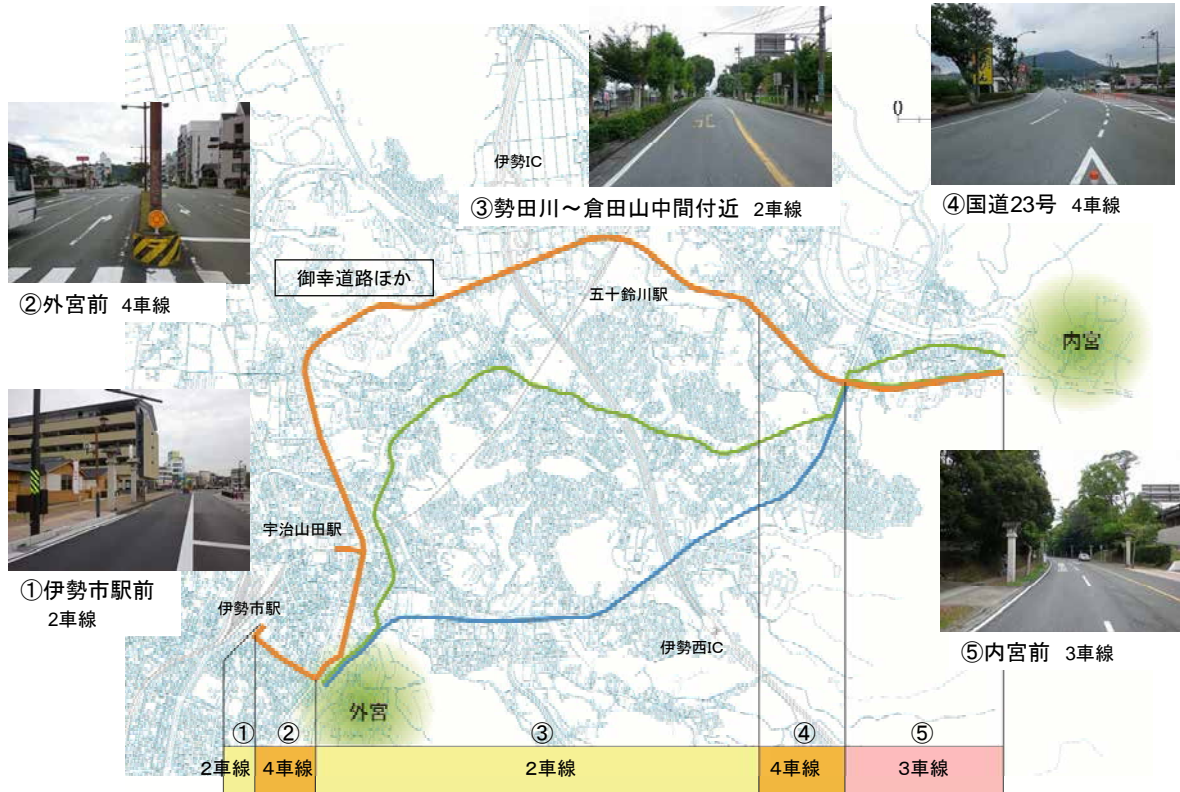 伊勢IC
0
③勢田川~倉田山中間付近 2車線
④国道23号 4車線
②外宮前 4車線
御幸道路ほか
五十鈴川駅
内宮
宇治山田駅
①伊勢市駅前
2車線
伊勢市駅
伊勢西IC
⑤内宮前 3車線
外宮
① ② ③ ④ ⑤
2車線 4車線 2車線 4車線 3車線